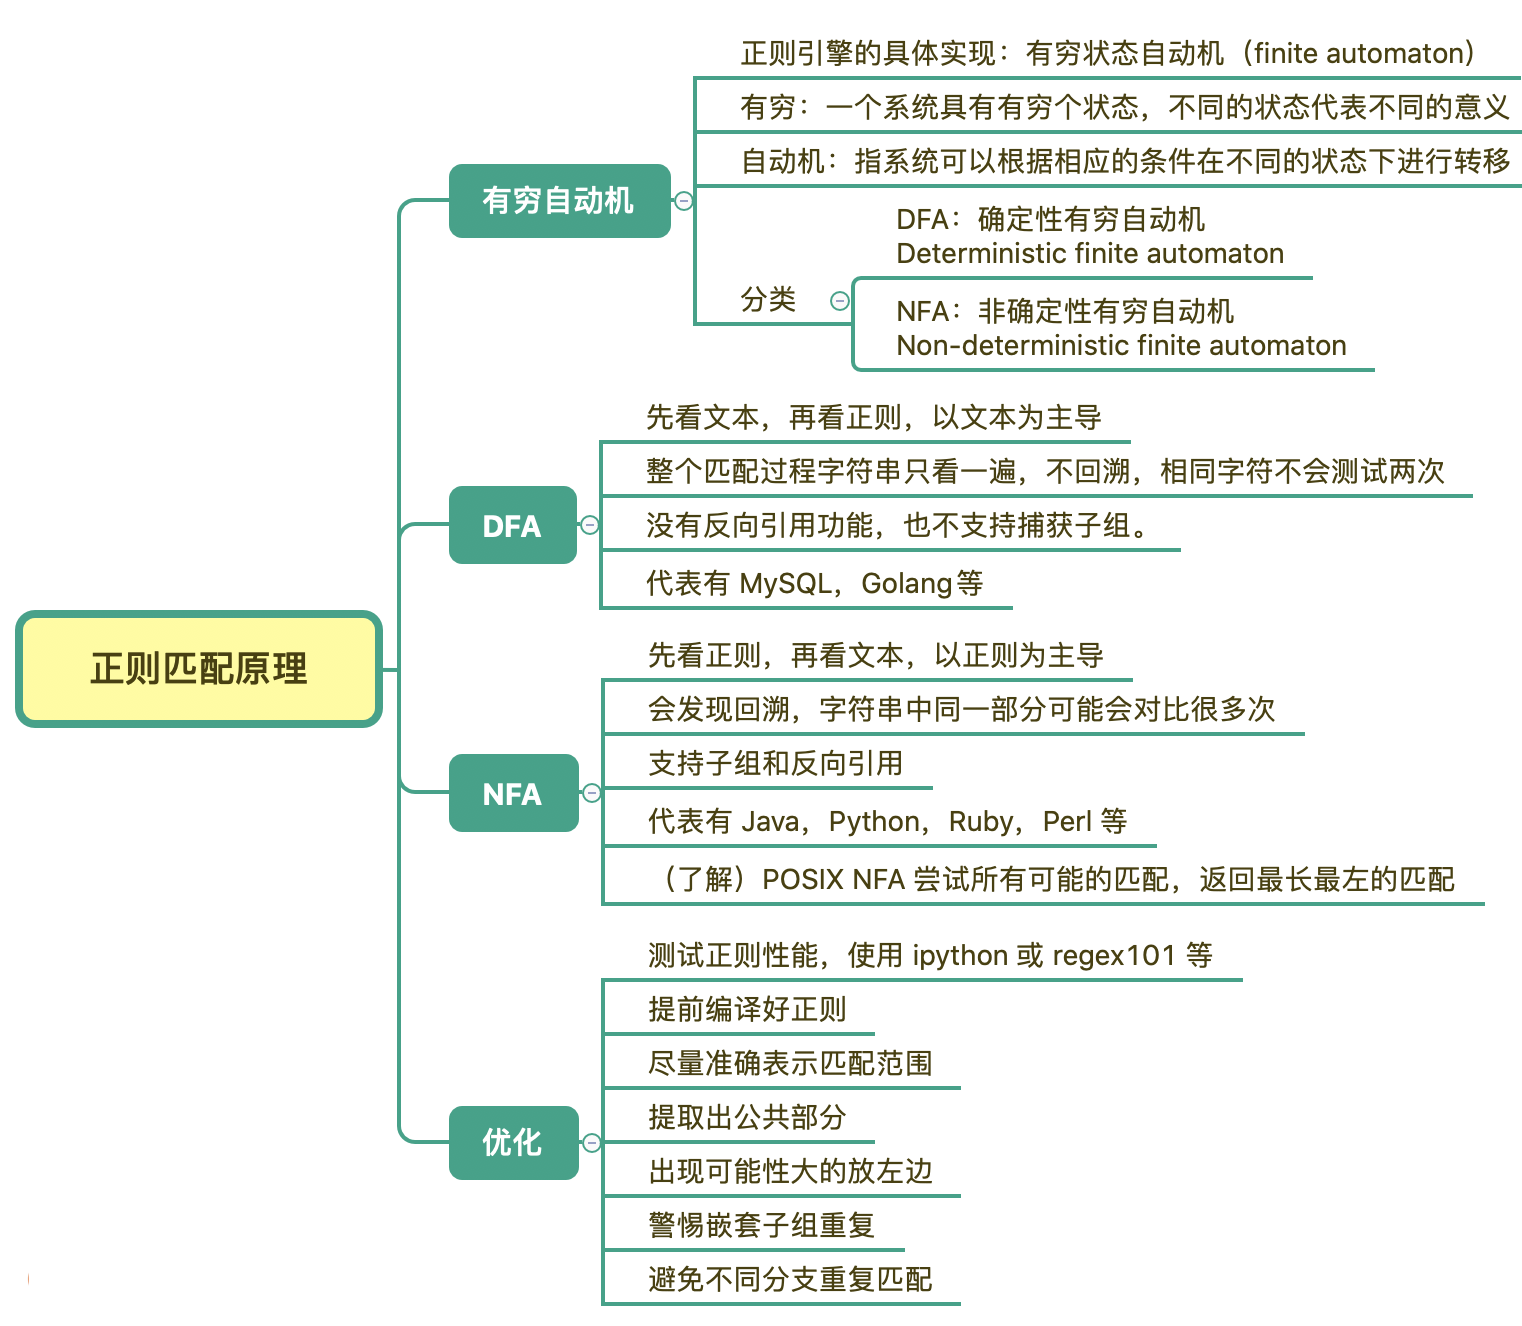 正则匹配原理
有穷自动机
正则引擎的具体实现：有穷状态自动机（finite automaton）
有穷：一个系统具有有穷个状态，不同的状态代表不同的意义
自动机：指系统可以根据相应的条件在不同的状态下进行转移
分类
DFA：确定性有穷自动机
Deterministic finite automaton
NFA：非确定性有穷自动机
Non-deterministic finite automaton
DFA
先看文本，再看正则，以文本为主导
整个匹配过程字符串只看一遍，不回溯，相同字符不会测试两次
没有反向引用功能，也不支持捕获子组。
代表有 MySQL，Golang等
NFA
先看正则，再看文本，以正则为主导
会发现回溯，字符串中同一部分可能会对比很多次
支持子组和反向引用
代表有 Java，Python，Ruby，Perl 等
（了解）POSIX NFA 尝试所有可能的匹配，返回最长最左的匹配
优化
测试正则性能，使用 ipython 或 regex101 等
提前编译好正则
尽量准确表示匹配范围
提取出公共部分
出现可能性大的放左边
警惕嵌套子组重复
避免不同分支重复匹配